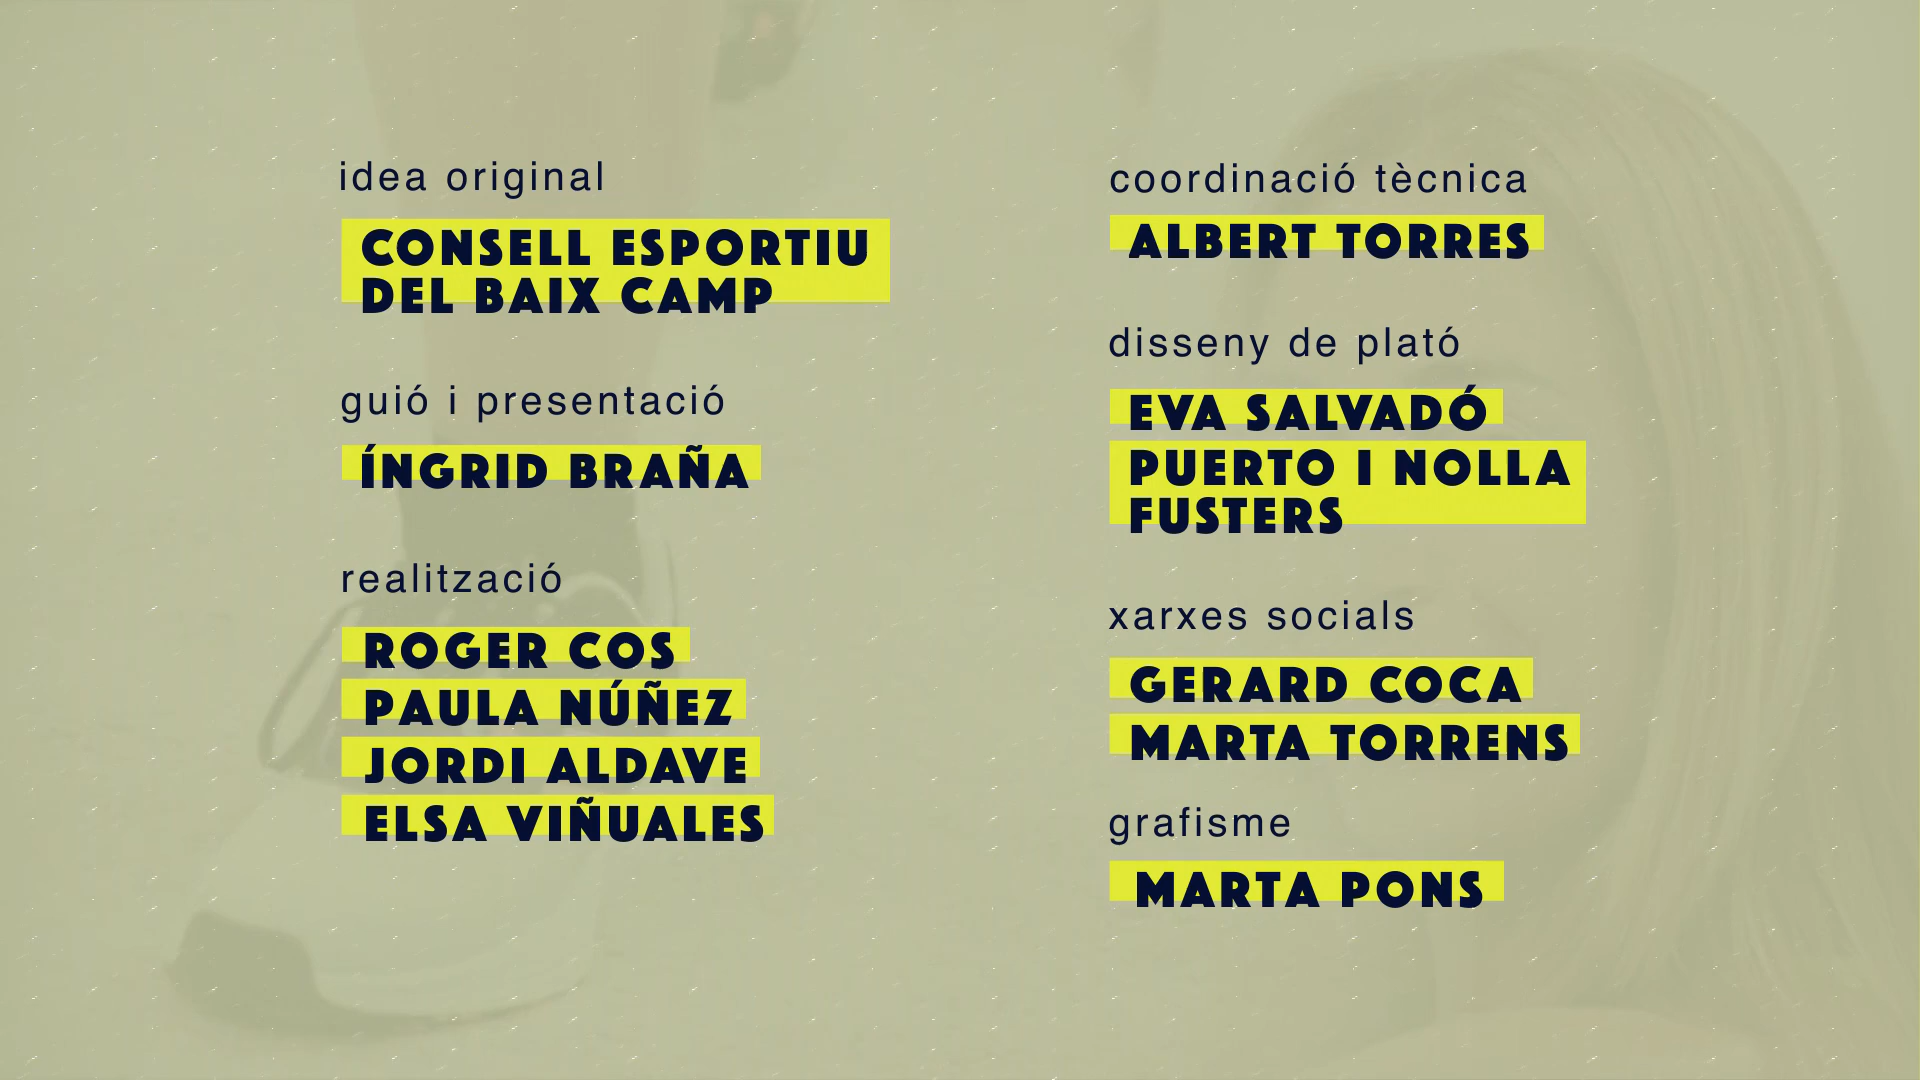 idea original
CONSELL ESPORTIU
DEL BAIX CAMP
guió i presentació
ÍNGRID BRAÑA
realització
ROGER COS
PAULA NÚÑEZ
JORDI ALDAVE
ELSA VIÑUALES
coordinació tècnica
ALBERT TORRES
disseny de plató
EVA SALVADÓ
PUERTO I NOLLA
FUSTERS
xarxes socials
GERARD COCA
MARTA TORRENS
grafisme
MARTA PONS